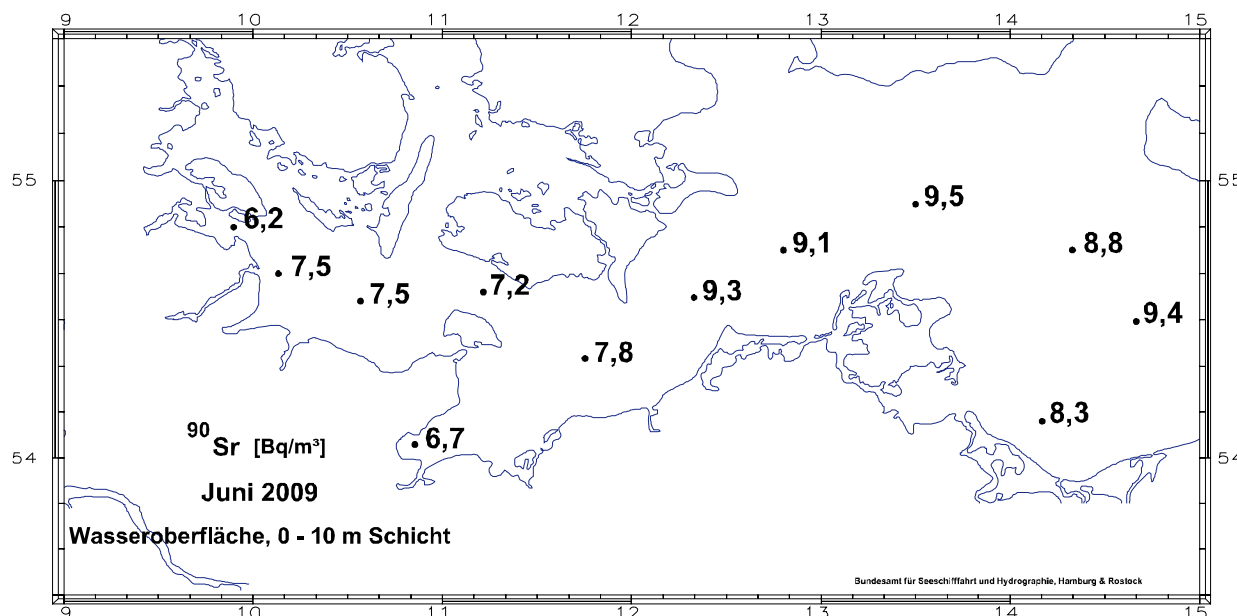 9 10 11 12 13 14 15
55 55
9,5
6,2
9,1 8,8
7,5
7,2
7,5 9,3
9,4
7,8
8,3
6,7
⁹⁰Sr [Bq/m³]
54 54
Juni 2009
Wasseroberfläche, 0 - 10 m Schicht
Bundesamt für Seeschifffahrt und Hydrographie, Hamburg & Rostock
9 10 11 12 13 14 15